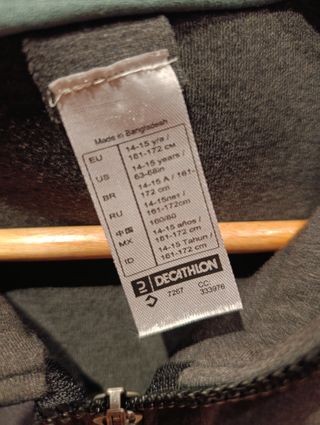 Made in Bangladesh
EU 14-15 y/a / 161-172 см
US 14-15 years / 63-68in
BR 14-15 A / 161-172 cm
RU 14-15лет / 161-172cm
中国 160/80
MX 14-15 años / 161-172 cm
ID 14-15 Tahun / 161-172 cm
DECATHLON
7267 CC: 333976